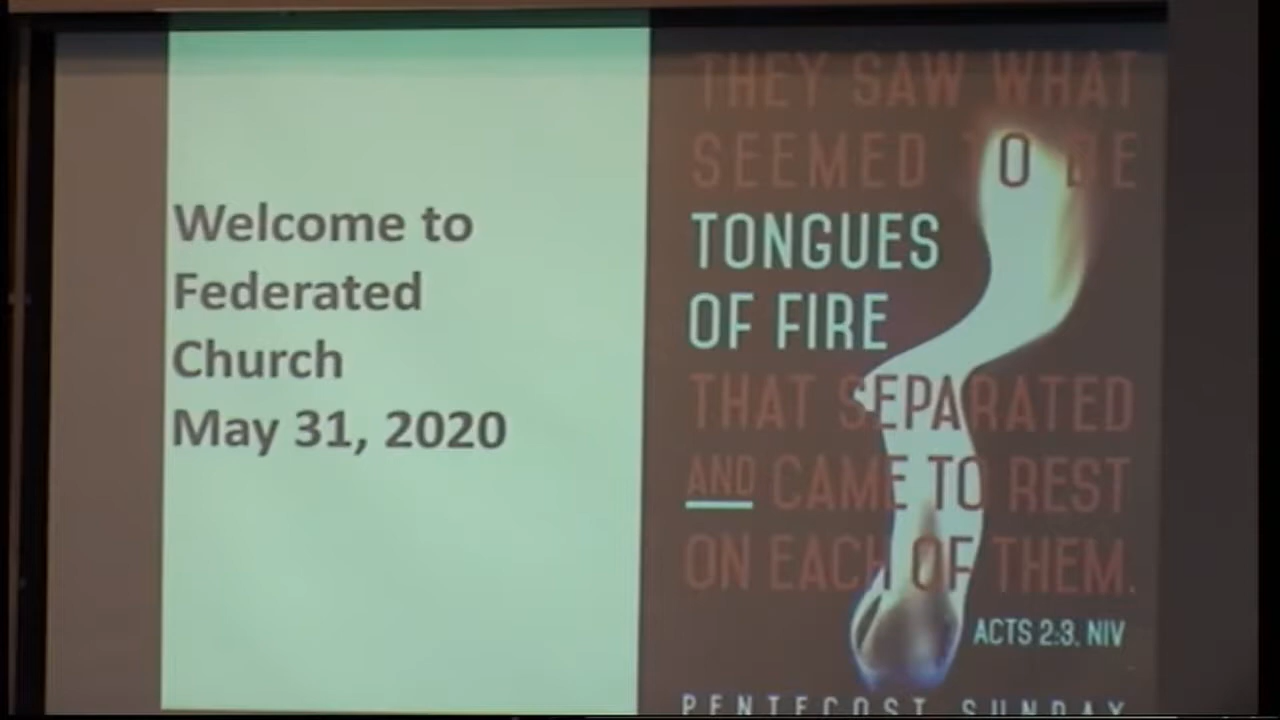 Welcome to
Federated
Church
May 31, 2020
THEY SAW WHAT
SEEMED TO BE
TONGUES
OF FIRE
THAT SEPARATED
AND CAME TO REST
ON EACH OF THEM.
ACTS 2:3, NIV
PENTECOST SUNDAY